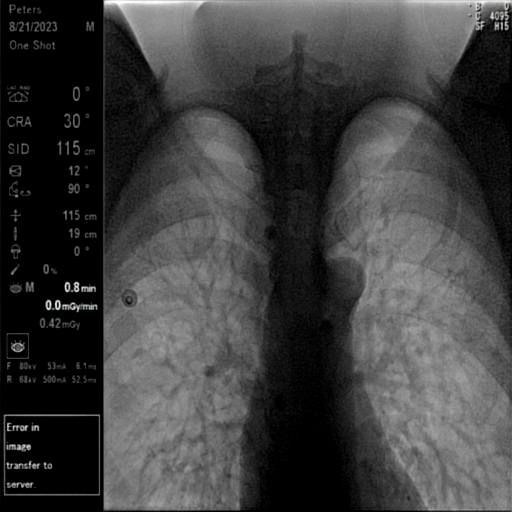 Peters
8/21/2023 M
One Shot
0°
CRA 30°
SID 115 cm
12°
90°
115 cm
19 cm
0°
0%
M 0.8 min
0.0 mGy/min
0.42 mGy
F 80kV 53mA 6.1ms
R 68kV 500mA 52.5ms
Error in
image
transfer to
server.
4095
SF H15